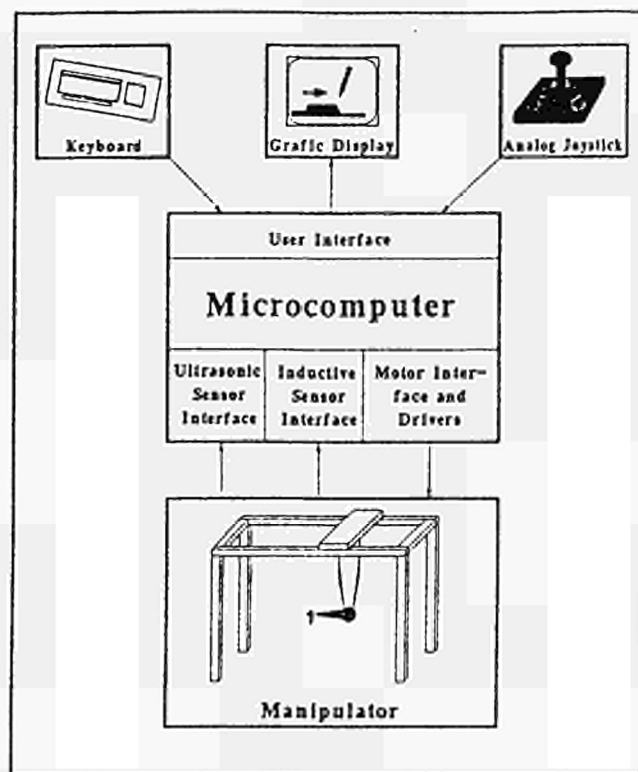 Keyboard
Grafic Display
Analog Joystick
User Interface
Microcomputer
Ultrasonic
Sensor
Interface
Inductive
Sensor
Interface
Motor Inter-
face and
Drivers
1
Manipulator